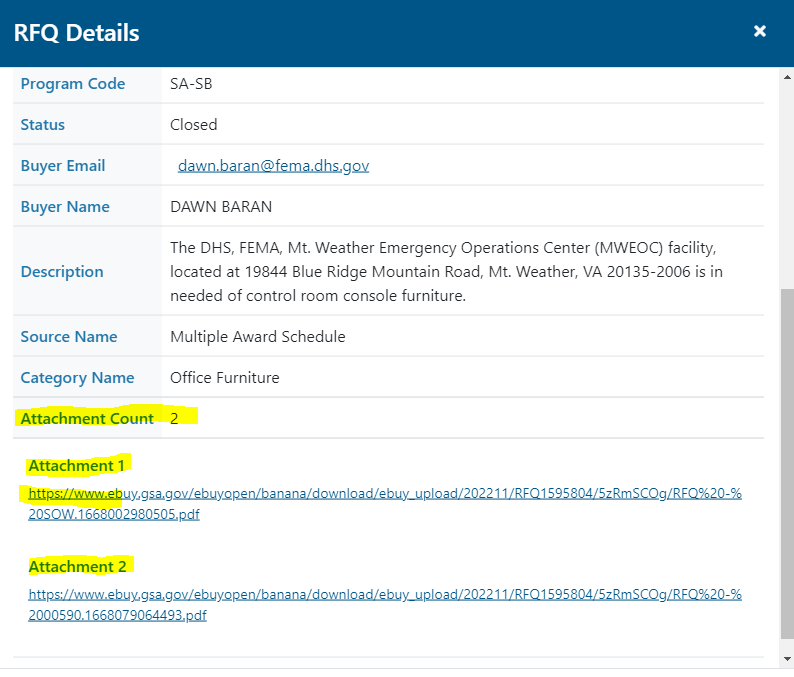 RFQ Details
Program Code SA-SB
Status Closed
Buyer Email dawn.baran@fema.dhs.gov
Buyer Name DAWN BARAN
Description The DHS, FEMA, Mt. Weather Emergency Operations Center (MWEOC) facility,
located at 19844 Blue Ridge Mountain Road, Mt. Weather, VA 20135-2006 is in
needed of control room console furniture.
Source Name Multiple Award Schedule
Category Name Office Furniture
Attachment Count 2
Attachment 1
https://www.ebuy.gsa.gov/ebuyopen/banana/download/ebuy_upload/202211/RFQ1595804/5zRmSCOg/RFQ%20-%
20SOW.1668002980505.pdf
Attachment 2
https://www.ebuy.gsa.gov/ebuyopen/banana/download/ebuy_upload/202211/RFQ1595804/5zRmSCOg/RFQ%20-%
2000590.1668079064493.pdf